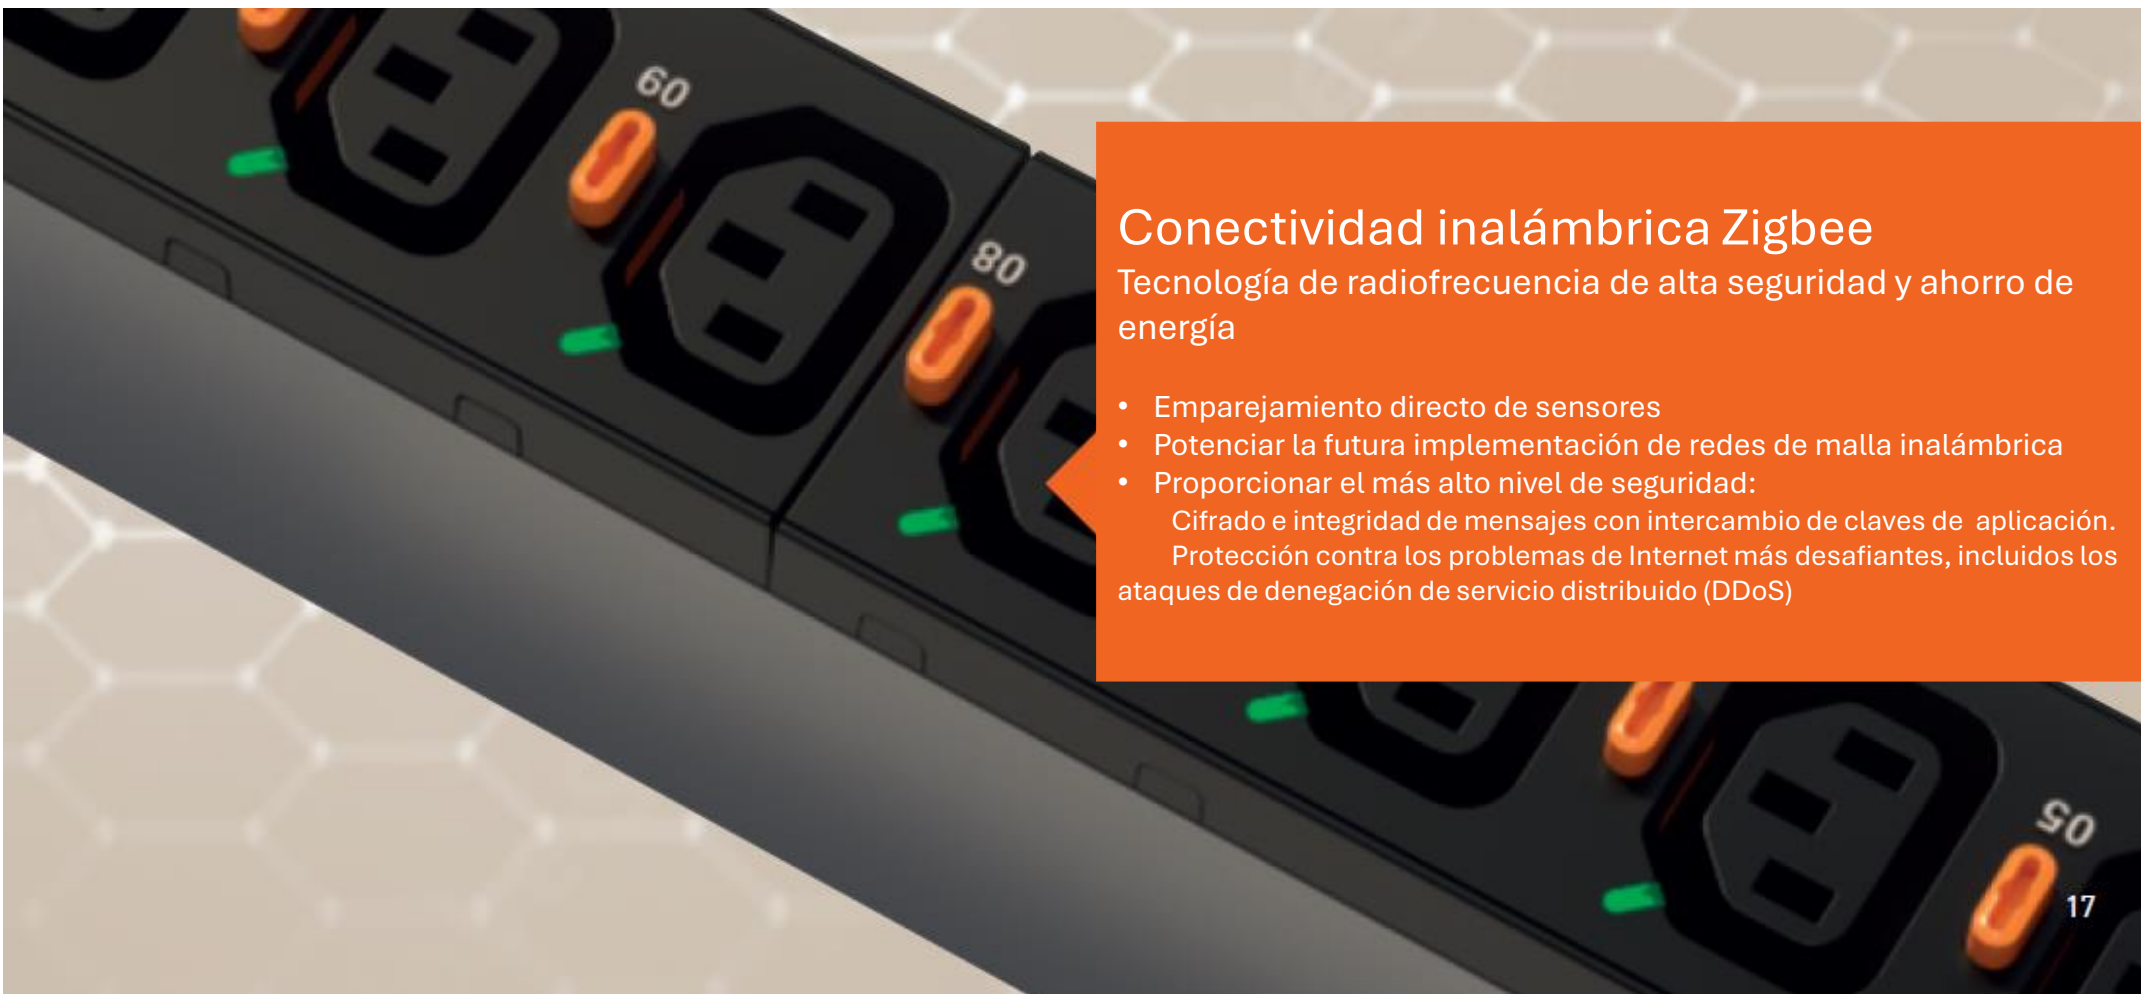 09
08
Conectividad inalámbrica Zigbee
Tecnología de radiofrecuencia de alta seguridad y ahorro de
energía
• Emparejamiento directo de sensores
• Potenciar la futura implementación de redes de malla inalámbrica
• Proporcionar el más alto nivel de seguridad:
Cifrado e integridad de mensajes con intercambio de claves de aplicación.
Protección contra los problemas de Internet más desafiantes, incluidos los
ataques de denegación de servicio distribuido (DDoS)
05
17